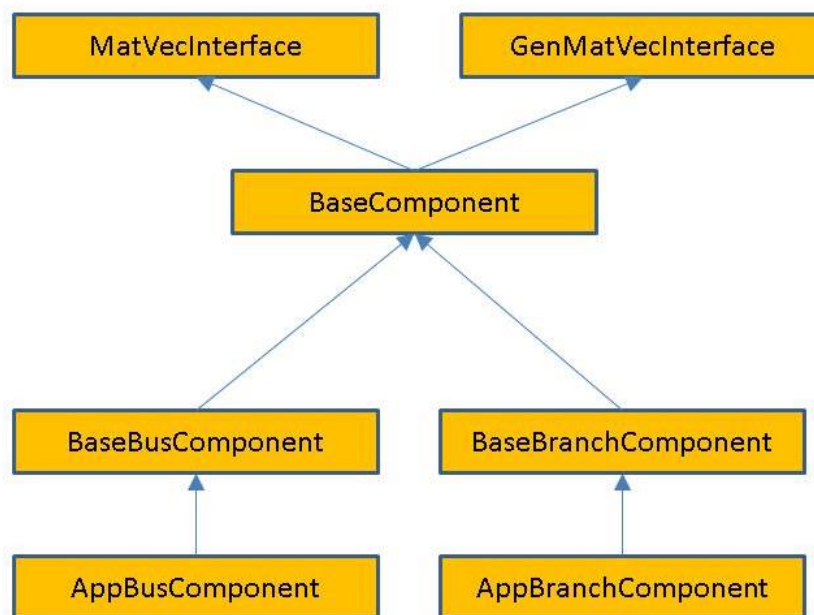 MatVecInterface
GenMatVecInterface
BaseComponent
BaseBusComponent
BaseBranchComponent
AppBusComponent
AppBranchComponent